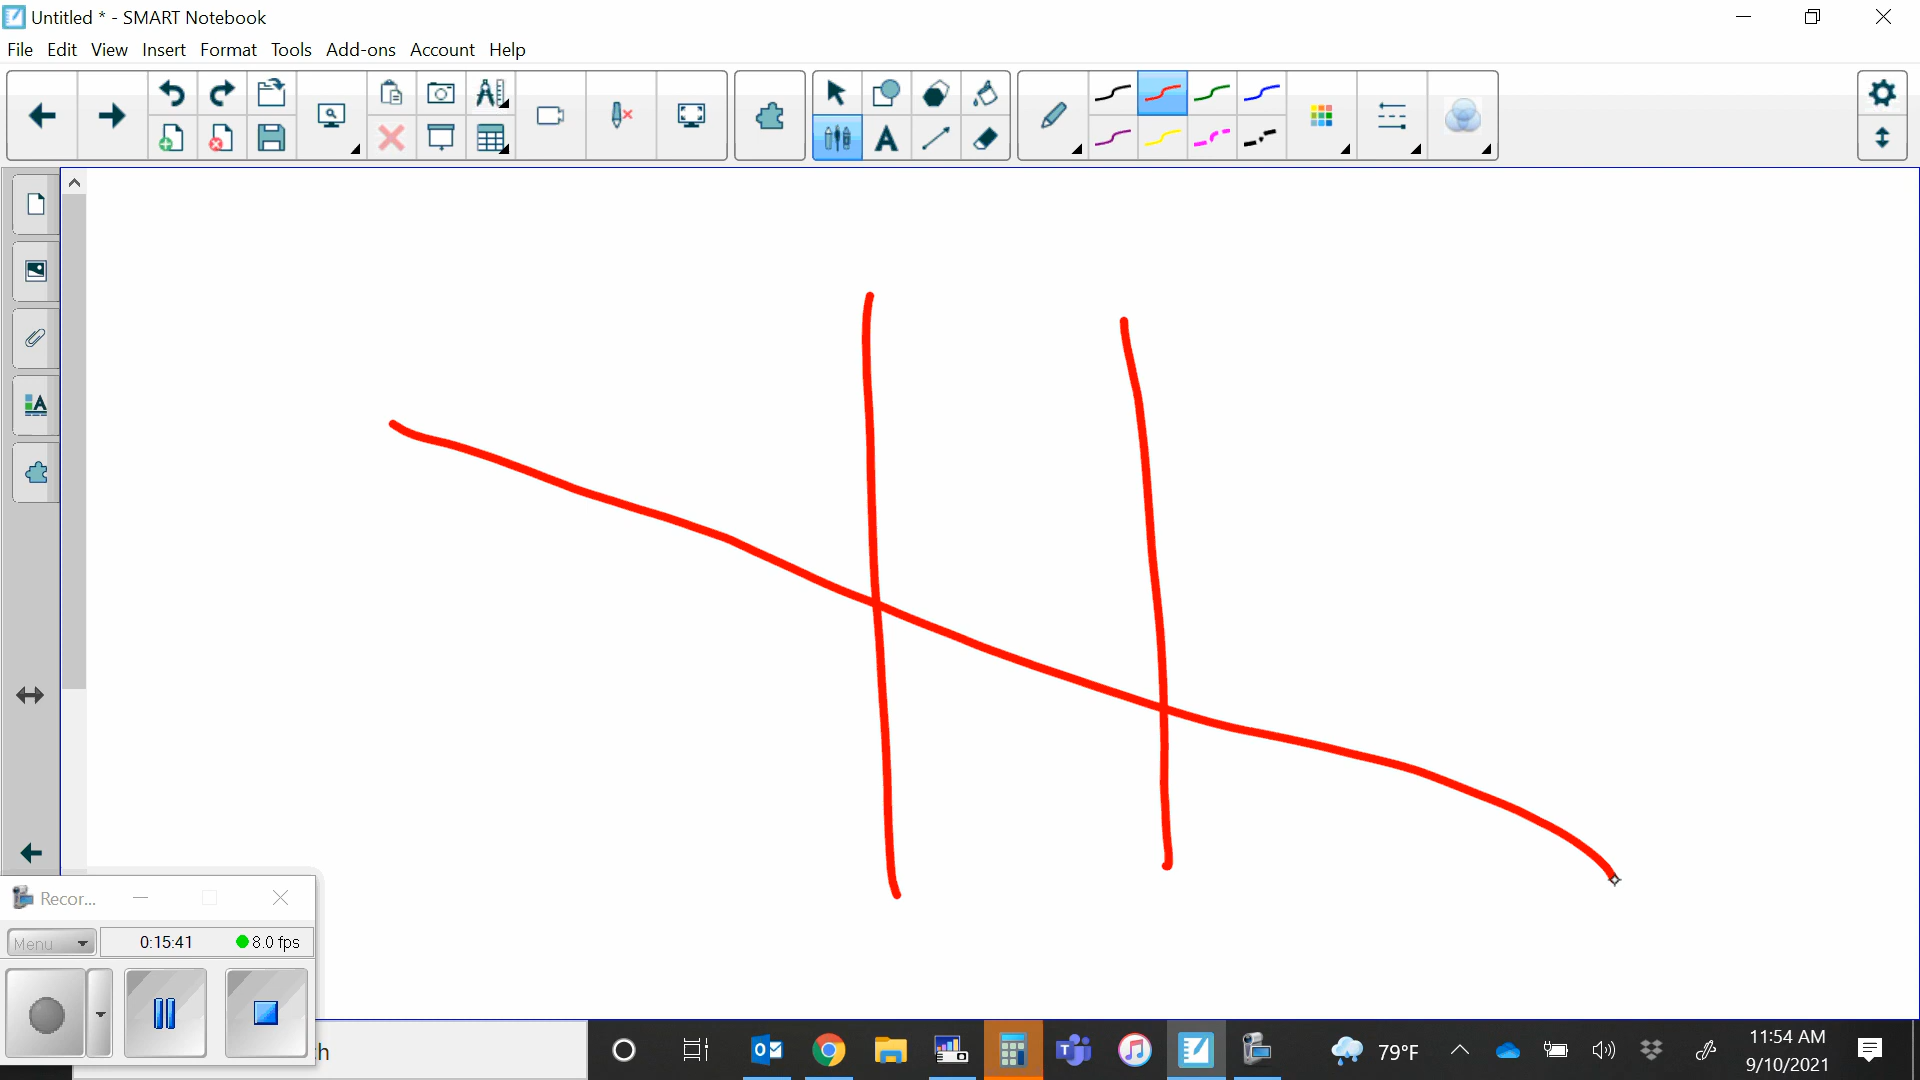 Untitled * - SMART Notebook
File Edit View Insert Format Tools Add-ons Account Help
Recor...
Menu 0:15:41 8.0 fps
h
79°F
11:54 AM
9/10/2021